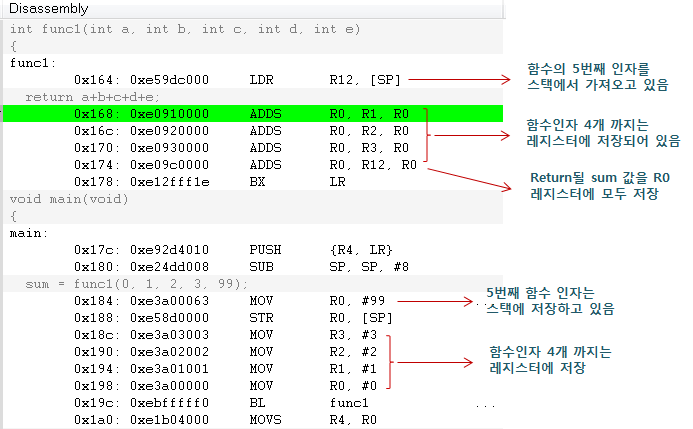 Disassembly
int func1(int a, int b, int c, int d, int e)
{
func1:
0x164: 0xe59dc000 LDR R12, [SP]
함수의 5번째 인자를
스택에서 가져오고 있음
return a+b+c+d+e;
0x168: 0xe0910000 ADDS R0, R1, R0
0x16c: 0xe0920000 ADDS R0, R2, R0
0x170: 0xe0930000 ADDS R0, R3, R0
0x174: 0xe09c0000 ADDS R0, R12, R0
함수인자 4개 까지는
레지스터에 저장되어 있음
0x178: 0xe12fff1e BX LR
Return될 sum 값을 R0
레지스터에 모두 저장
void main(void)
{
main:
0x17c: 0xe92d4010 PUSH {R4, LR}
0x180: 0xe24dd008 SUB SP, SP, #8
sum = func1(0, 1, 2, 3, 99);
0x184: 0xe3a00063 MOV R0, #99 ...
0x188: 0xe58d0000 STR R0, [SP]
5번째 함수 인자는
스택에 저장하고 있음
0x18c: 0xe3a03003 MOV R3, #3
0x190: 0xe3a02002 MOV R2, #2
0x194: 0xe3a01001 MOV R1, #1
0x198: 0xe3a00000 MOV R0, #0
함수인자 4개 까지는
레지스터에 저장
0x19c: 0xebfffff0 BL func1 ...
0x1a0: 0xe1b04000 MOVS R4, R0